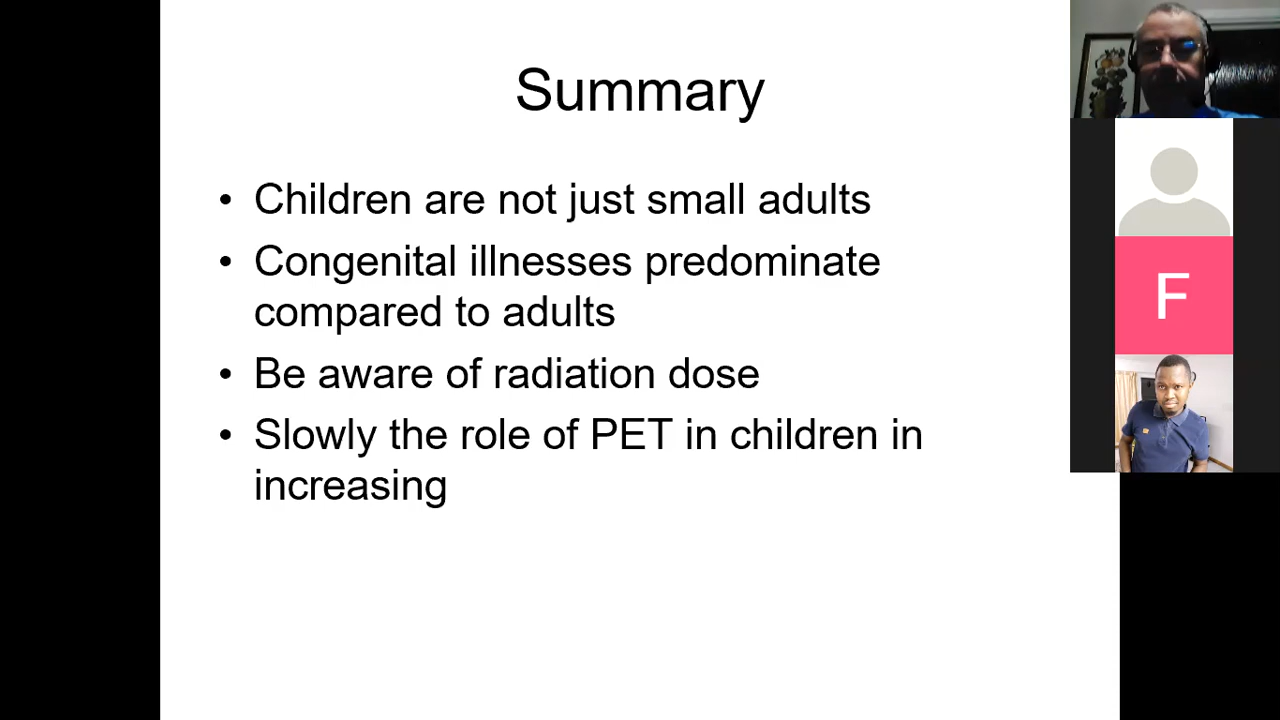 Summary
• Children are not just small adults
• Congenital illnesses predominate
compared to adults
• Be aware of radiation dose
• Slowly the role of PET in children in
increasing
F